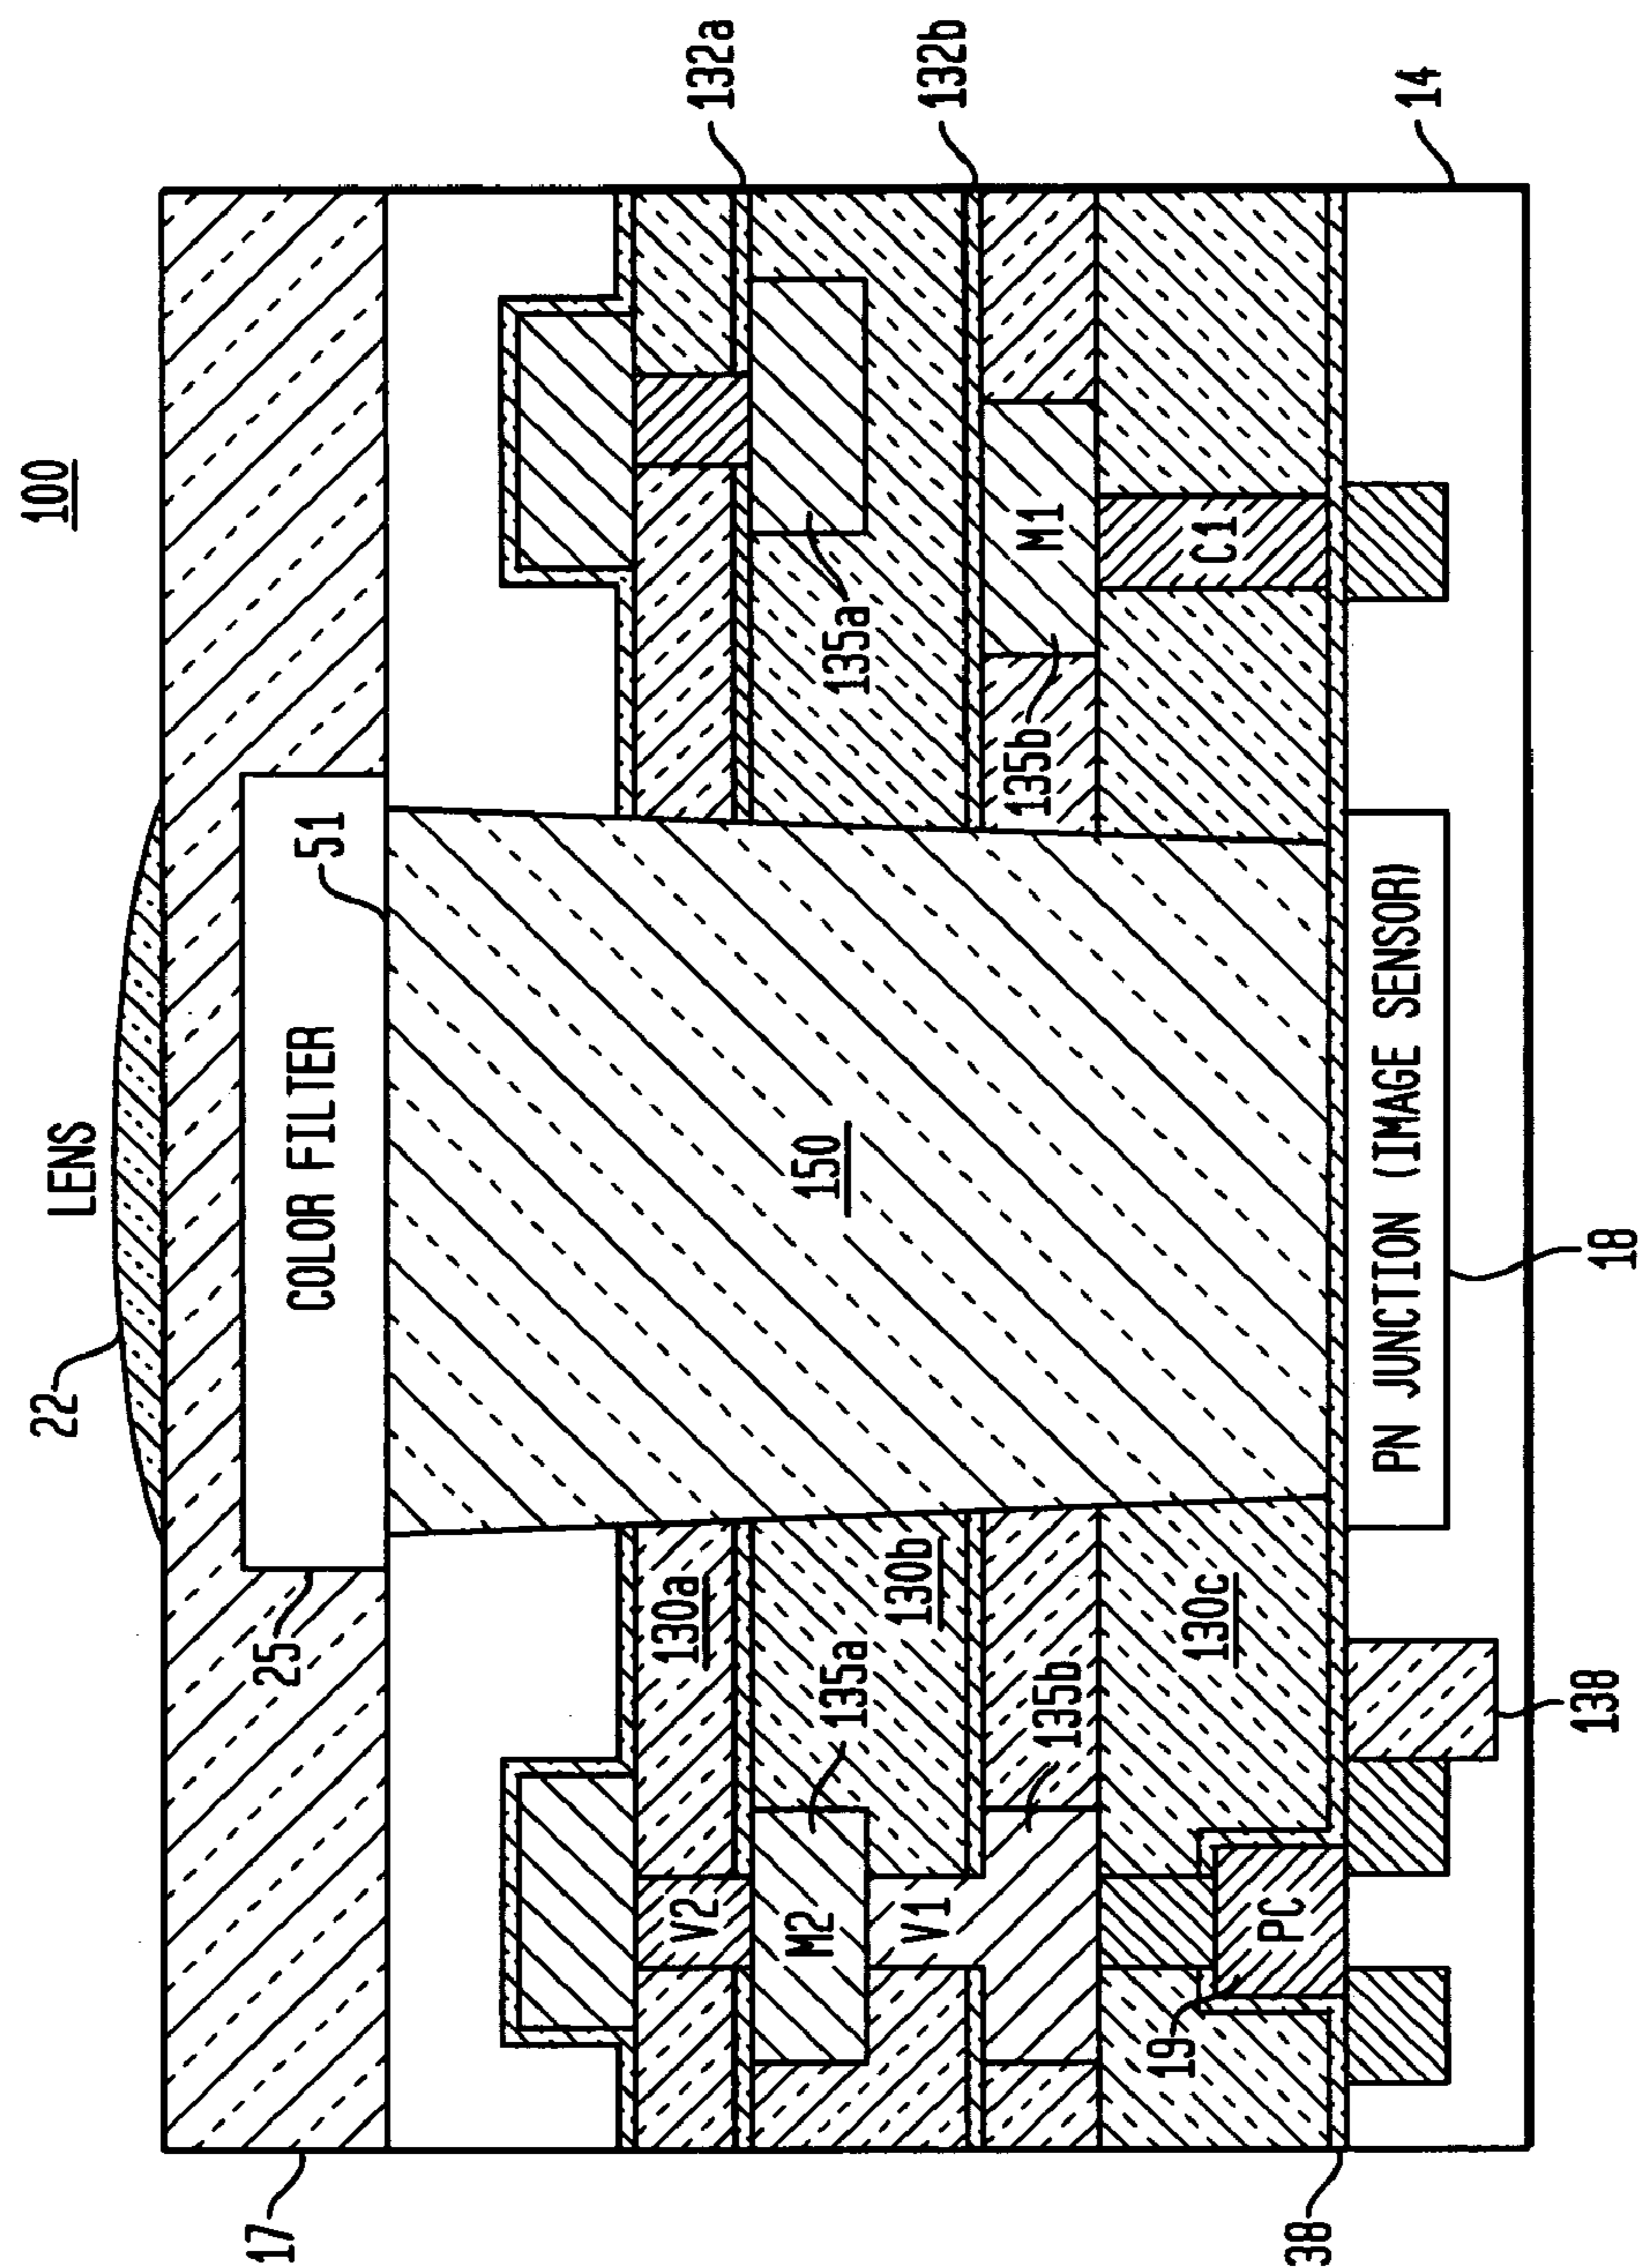 100
LENS
22
17
COLOR FILTER
25
51
132a
132b
14
130a
130b
130c
135a
135b
135a
135b
150
V2
M2
V1
M1
C1
PC
19
38
138
18
PN JUNCTION (IMAGE SENSOR)